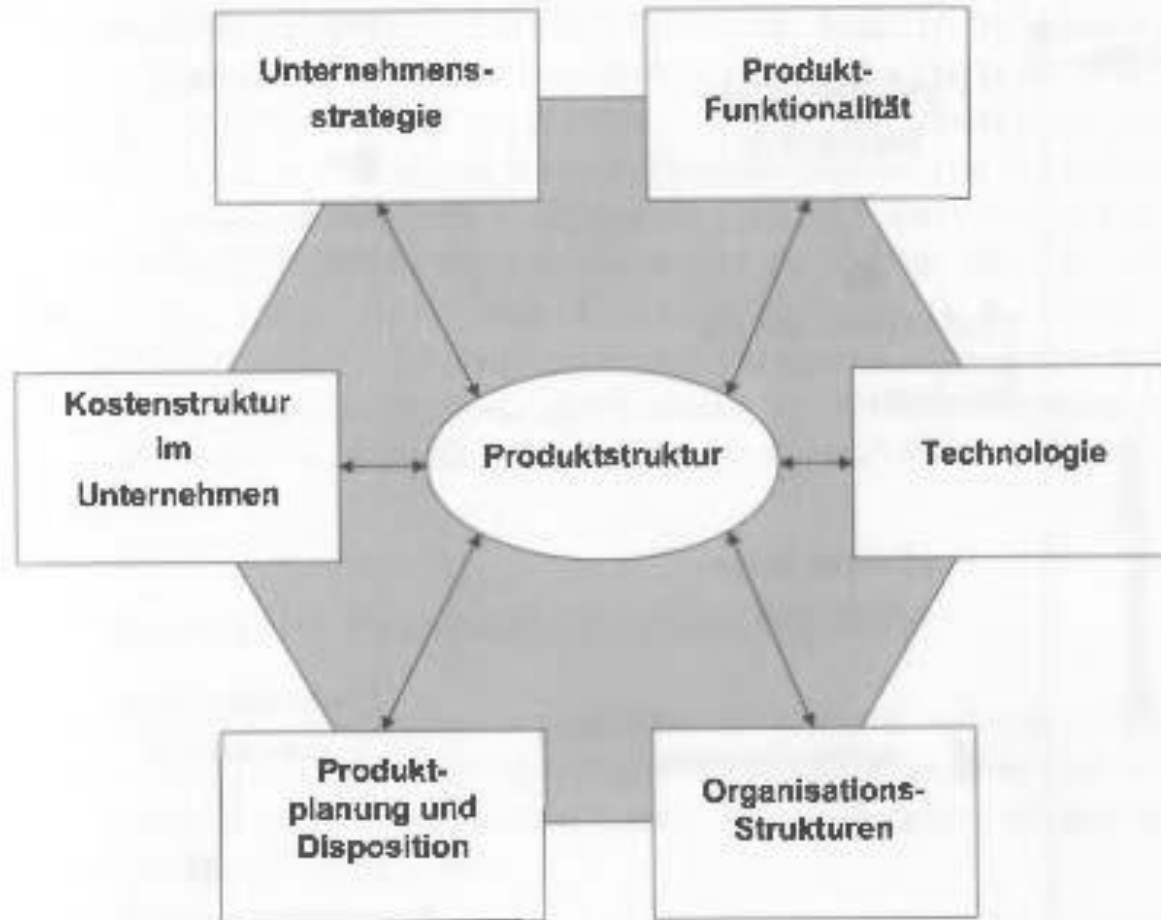 Unternehmens-
strategie
Produkt-
Funktionalität
Kostenstruktur
im
Unternehmen
Produktstruktur
Technologie
Produkt-
planung und
Disposition
Organisations-
Strukturen